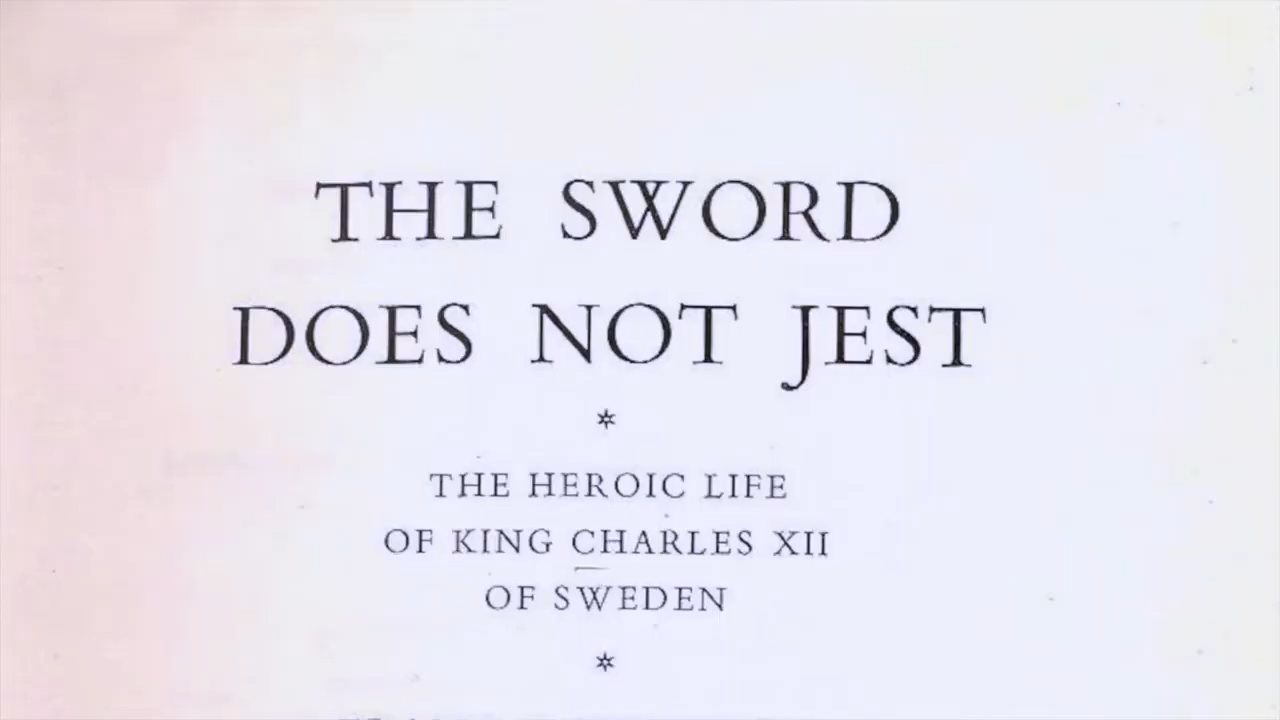 THE SWORD
DOES NOT JEST
*
THE HEROIC LIFE
OF KING CHARLES XII
OF SWEDEN
*